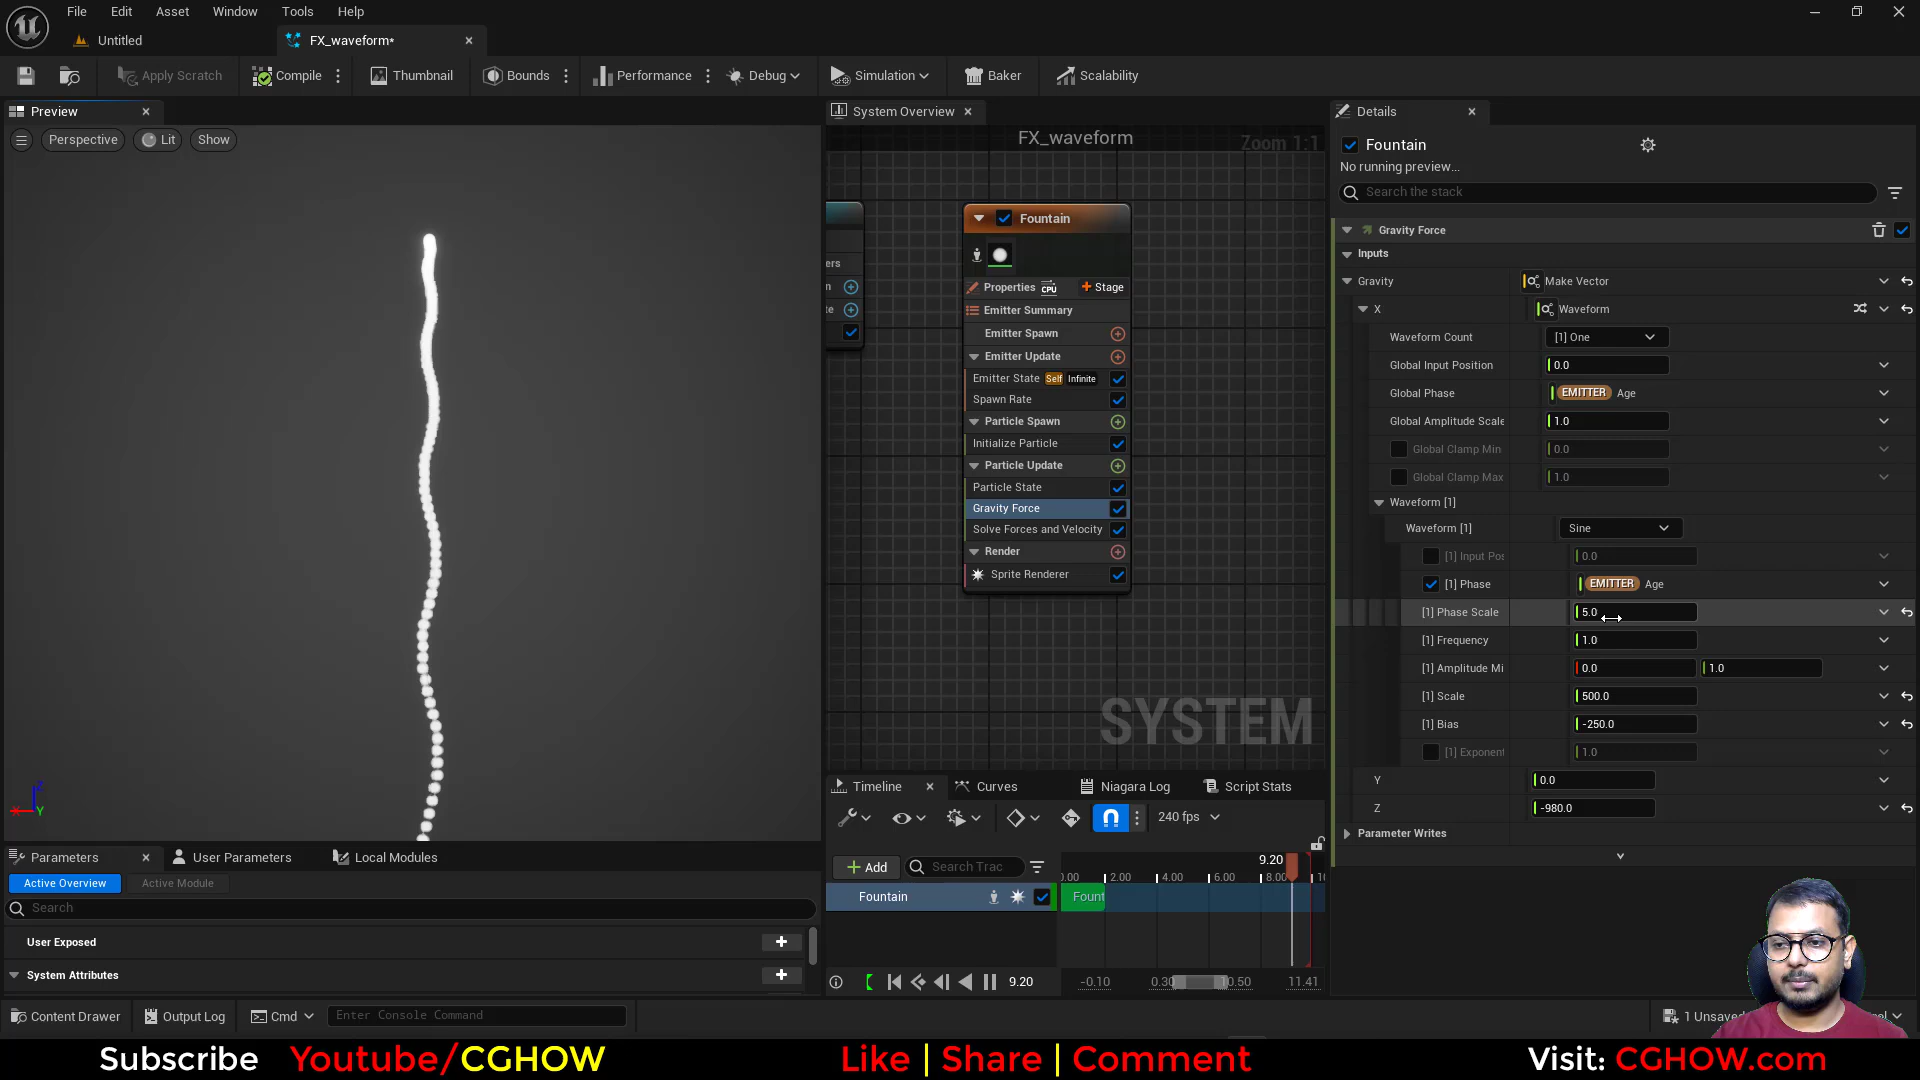 File Edit Asset Window Tools Help
Untitled
FX_waveform*
Apply Scratch Compile Thumbnail Bounds Performance Debug Simulation Baker Scalability
Preview
Perspective Lit Show
System Overview
FX_waveform
Zoom 1:1
ers
n
te
Fountain
Properties CPU Stage
Emitter Summary
Emitter Spawn
Emitter Update
Emitter State Self Infinite
Spawn Rate
Particle Spawn
Initialize Particle
Particle Update
Particle State
Gravity Force
Solve Forces and Velocity
Render
Sprite Renderer
SYSTEM
Details
Fountain
No running preview...
Search the stack
Gravity Force
Inputs
Gravity Make Vector
X Waveform
Waveform Count [1] One
Global Input Position 0.0
Global Phase EMITTER Age
Global Amplitude Scale 1.0
Global Clamp Min 0.0
Global Clamp Max 1.0
Waveform [1]
Waveform [1] Sine
[1] Input Pos 0.0
[1] Phase EMITTER Age
[1] Phase Scale 5.0
[1] Frequency 1.0
[1] Amplitude Mi 0.0 1.0
[1] Scale 500.0
[1] Bias -250.0
[1] Exponent 1.0
Y 0.0
Z -980.0
Parameter Writes
Timeline Curves Niagara Log Script Stats
240 fps
Add Search Trac
9.20
0.00 2.00 4.00 6.00 8.00 10
Fountain Fount
9.20 -0.10 0.30 10.50 11.41
Z
X Y
Parameters User Parameters Local Modules
Active Overview Active Module
Search
User Exposed
System Attributes
Content Drawer Output Log Cmd Enter Console Command
1 Unsaved
Subscribe Youtube/CGHOW Like | Share | Comment Visit: CGHOW.com